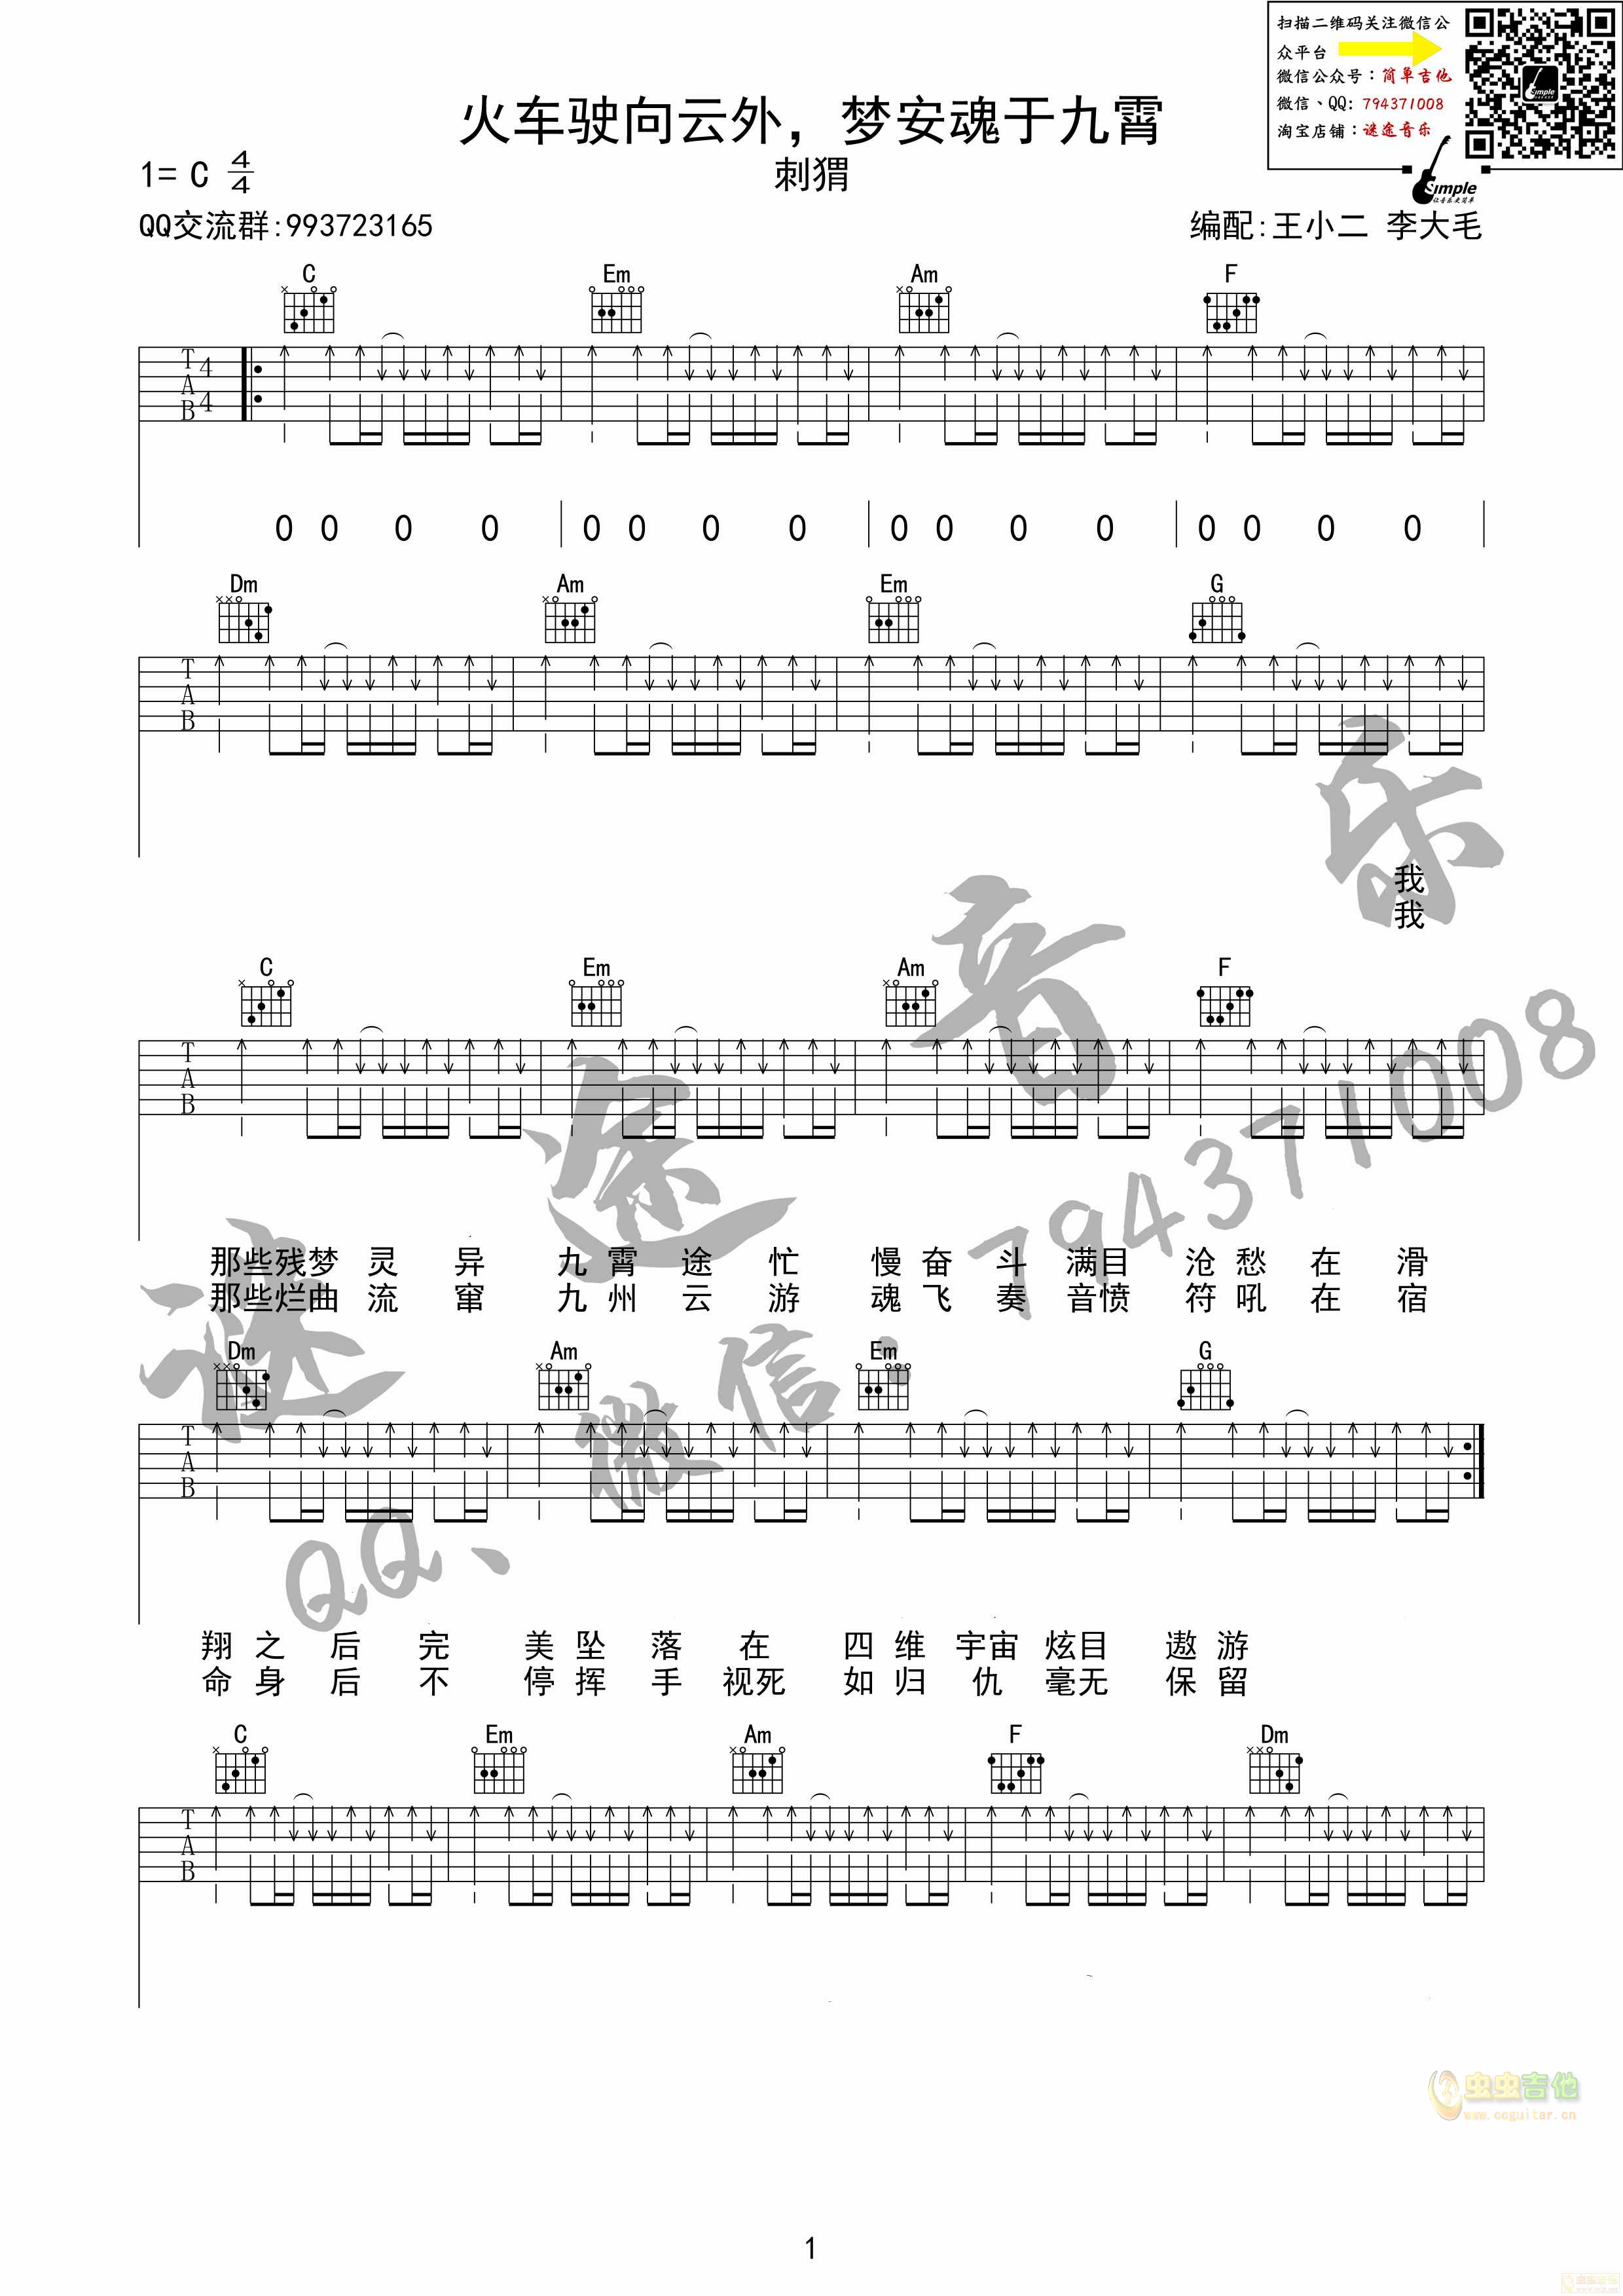 扫描二维码关注微信公
众平台
微信公众号：简单吉他
微信、QQ: 794371008
淘宝店铺：谜途音乐
Simple
让音乐更简单
火车驶向云外，梦安魂于九霄
刺猬
1= C 4/4
QQ交流群:993723165
编配:王小二 李大毛
C Em Am F
T A B 4 4
0 0 0 0 0 0 0 0 0 0 0 0 0 0 0 0
Dm Am Em G
T A B
我
我
C Em Am F
T A B
那些残梦 灵 异 九 霄 途 忙 慢 奋 斗 满目 沧 愁 在 滑
那些烂曲 流 窜 九 州 云 游 魂 飞 奏 音愤 符 吼 在 宿
Dm Am Em G
T A B
翔 之 后 完 美 坠 落 在 四 维 宇宙 炫目 遨 游
命 身 后 不 停 挥 手 视死 如 归 仇 毫无 保 留
C Em Am F Dm
T A B
谜途音乐
QQ、微信：794371008
虫虫吉他
www.ccguitar.cn
1